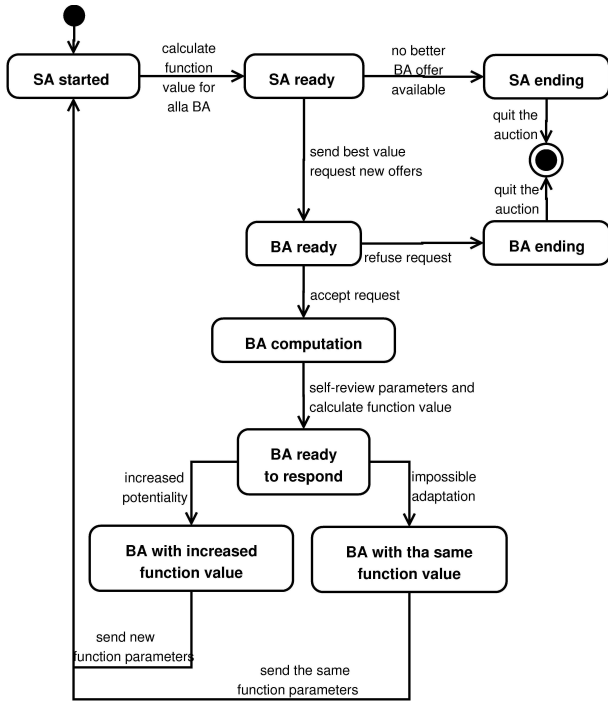 SA started
calculate
function
value for
alla BA
SA ready
no better
BA offer
available
SA ending
quit the
auction
send best value
request new offers
quit the
auction
BA ready
refuse request
BA ending
accept request
BA computation
self-review parameters and
calculate function value
BA ready
to respond
increased
potentiality
impossible
adaptation
BA with increased
function value
BA with tha same
function value
send new
function parameters
send the same
function parameters